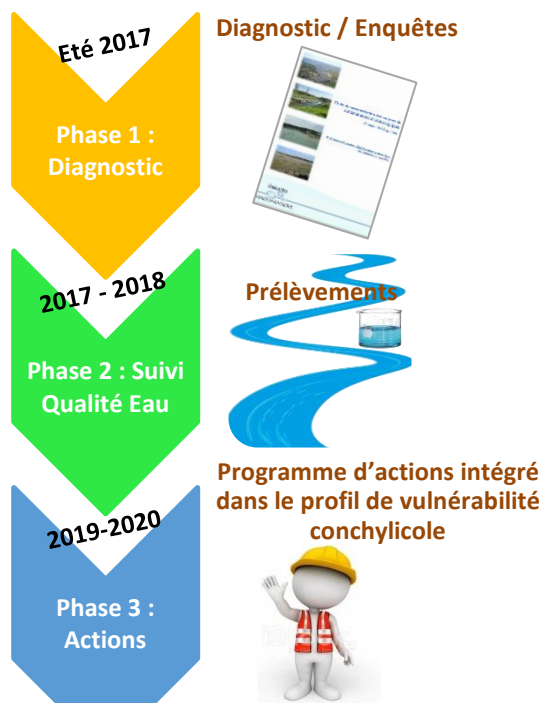 Eté 2017
Diagnostic / Enquêtes
Phase 1 :
Diagnostic
2017 - 2018
Prélèvements
Phase 2 : Suivi
Qualité Eau
Programme d’actions intégré
dans le profil de vulnérabilité
conchylicole
2019-2020
Phase 3 :
Actions